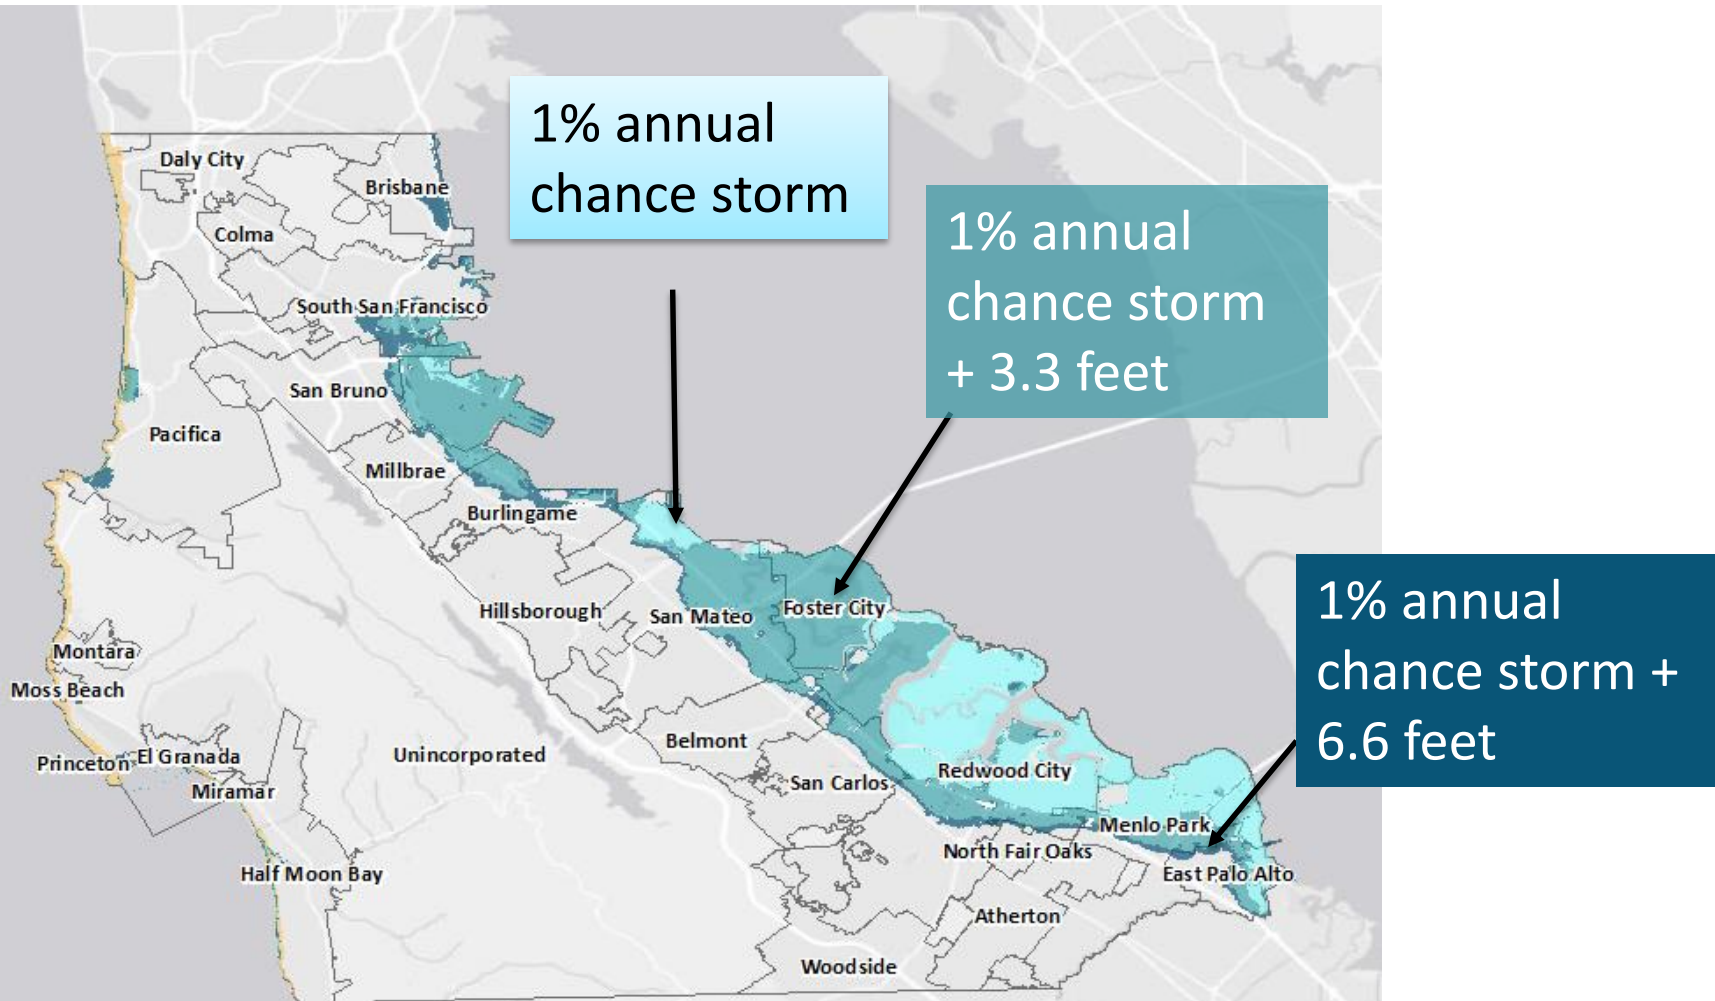 1% annual
chance storm
1% annual
chance storm
+ 3.3 feet
1% annual
chance storm +
6.6 feet
Daly City
Brisbane
Colma
South San Francisco
San Bruno
Pacifica
Millbrae
Burlingame
Hillsborough
San Mateo
Foster City
Montara
Moss Beach
Princeton
El Granada
Miramar
Unincorporated
Belmont
San Carlos
Redwood City
Menlo Park
North Fair Oaks
East Palo Alto
Half Moon Bay
Atherton
Woodside